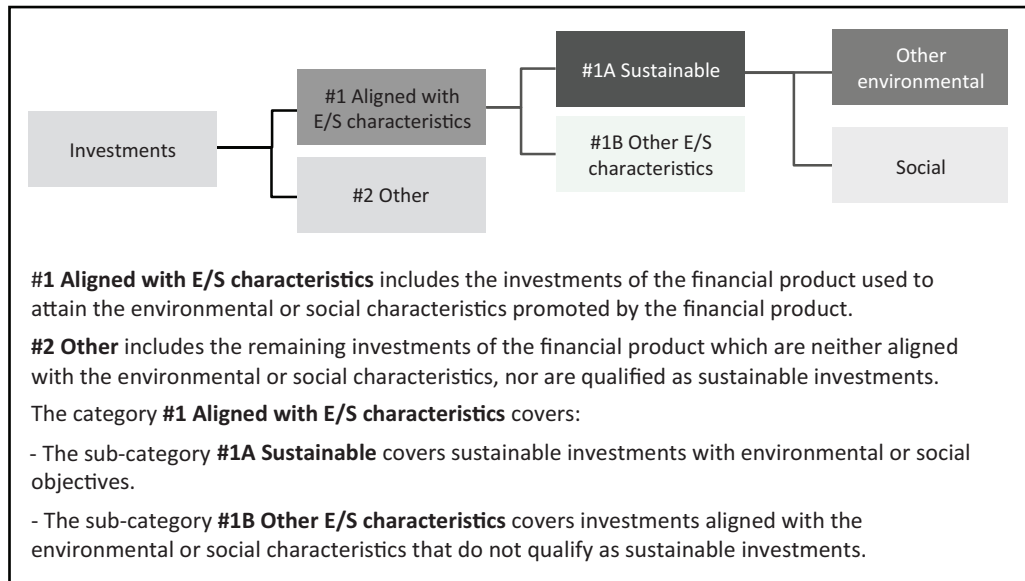 Investments
#1 Aligned with
E/S characteristics
#2 Other
#1A Sustainable
#1B Other E/S
characteristics
Other
environmental
Social
#1 Aligned with E/S characteristics includes the investments of the financial product used to
attain the environmental or social characteristics promoted by the financial product.
#2 Other includes the remaining investments of the financial product which are neither aligned
with the environmental or social characteristics, nor are qualified as sustainable investments.
The category #1 Aligned with E/S characteristics covers:
- The sub-category #1A Sustainable covers sustainable investments with environmental or social
objectives.
- The sub-category #1B Other E/S characteristics covers investments aligned with the
environmental or social characteristics that do not qualify as sustainable investments.